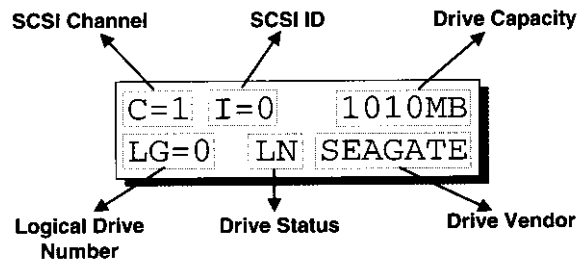 SCSI Channel SCSI ID Drive Capacity
C=1 I=0 1010MB
LG=0 LN SEAGATE
Logical Drive Number Drive Status Drive Vendor